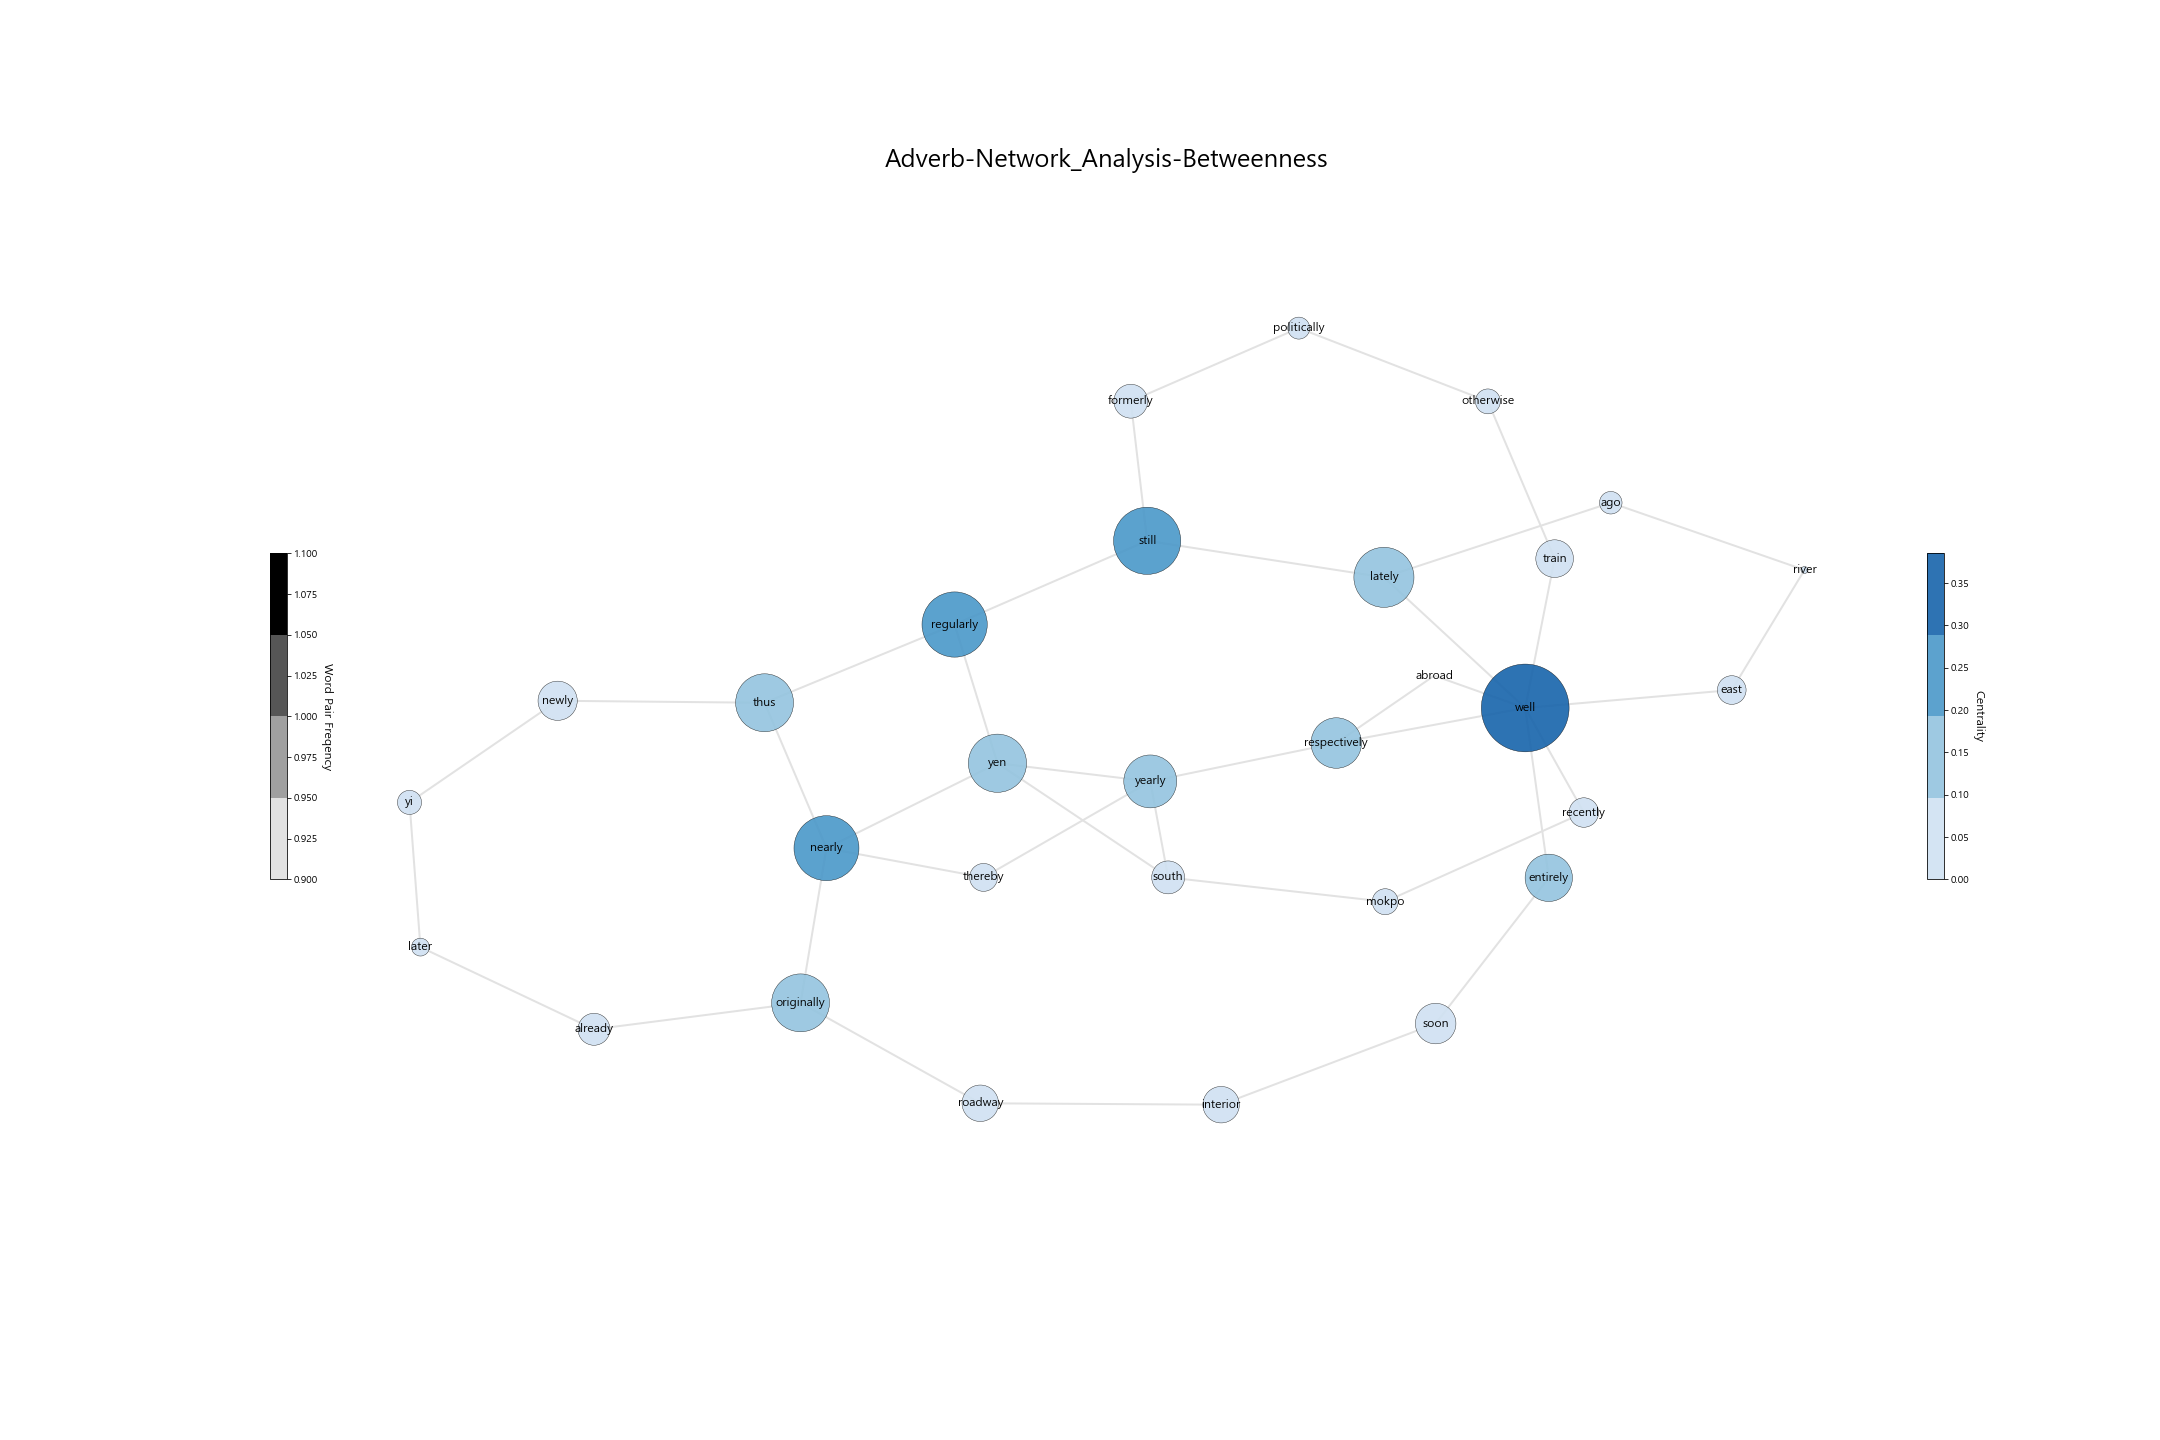 Adverb-Network_Analysis-Betweenness
politically
formerly
otherwise
ago
still
train
river
lately
regularly
abroad
east
newly
thus
well
respectively
yen
yearly
yi
recently
nearly
thereby
south
entirely
mokpo
later
originally
soon
already
roadway
interior
1.100
1.075
1.050
1.025
1.000
0.975
0.950
0.925
0.900
Word Pair Freqency
0.35
0.30
0.25
0.20
0.15
0.10
0.05
0.00
Centrality